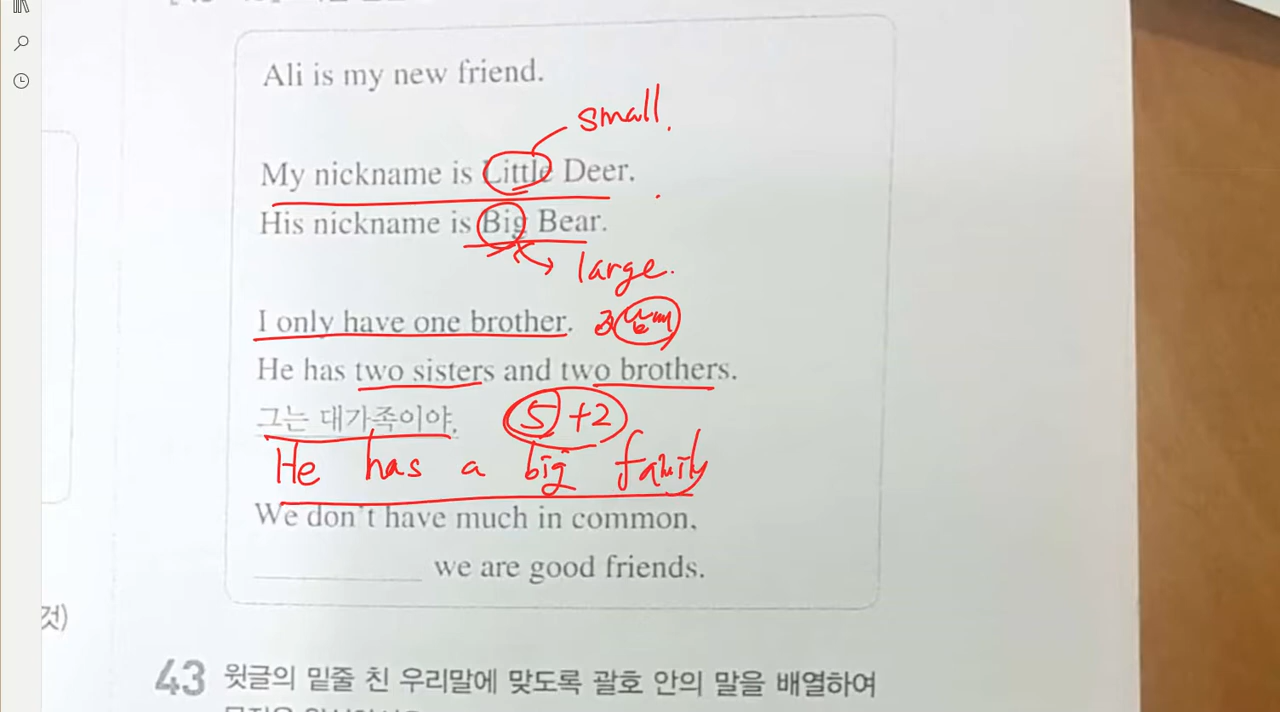 Ali is my new friend.
small.
My nickname is Little Deer.
His nickname is Big Bear.
large.
I only have one brother.
He has two sisters and two brothers.
그는 대가족이야. 5 +2
He has a big family
We don't have much in common,
we are good friends.
것)
43 윗글의 밑줄 친 우리말에 맞도록 괄호 안의 말을 배열하여